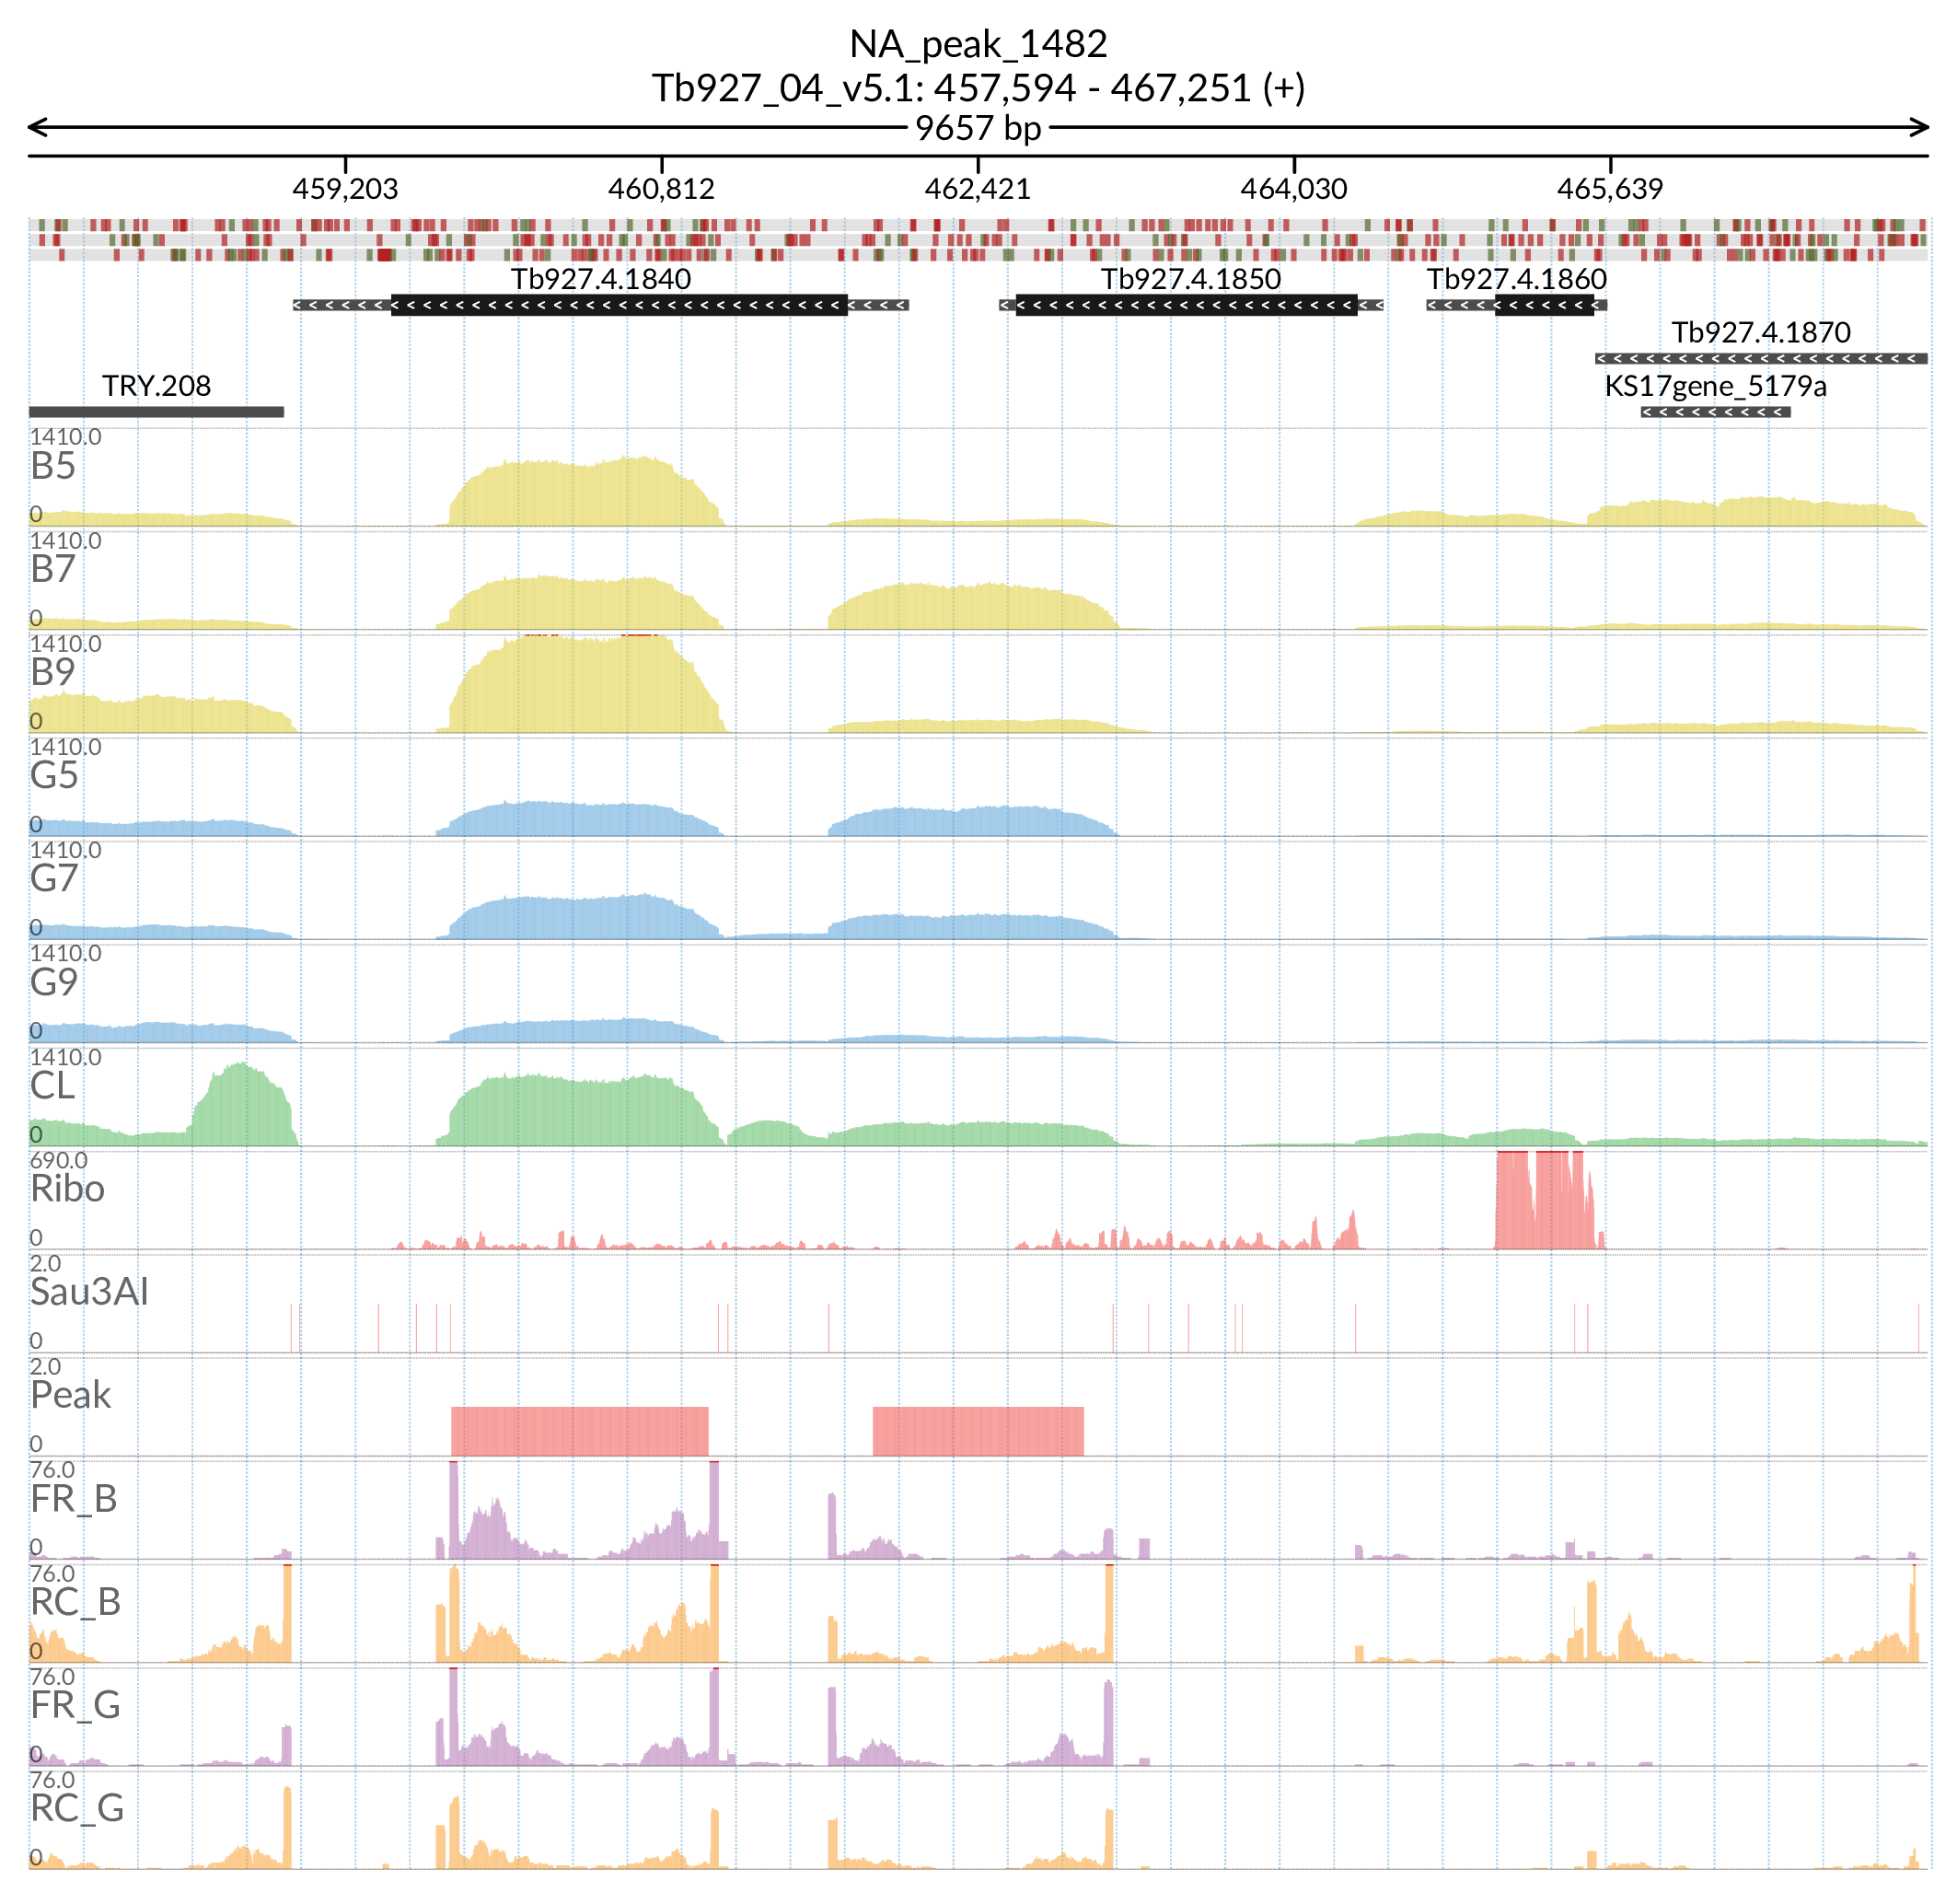 NA_peak_1482
Tb927_04_v5.1: 457,594 - 467,251 (+)
9657 bp
459,203 460,812 462,421 464,030 465,639
Tb927.4.1840 Tb927.4.1850 Tb927.4.1860
Tb927.4.1870
TRY.208 KS17gene_5179a
1410.0
B5
0
1410.0
B7
0
1410.0
B9
0
1410.0
G5
0
1410.0
G7
0
1410.0
G9
0
1410.0
CL
0
690.0
Ribo
0
2.0
Sau3AI
0
2.0
Peak
0
76.0
FR_B
0
76.0
RC_B
0
76.0
FR_G
0
76.0
RC_G
0